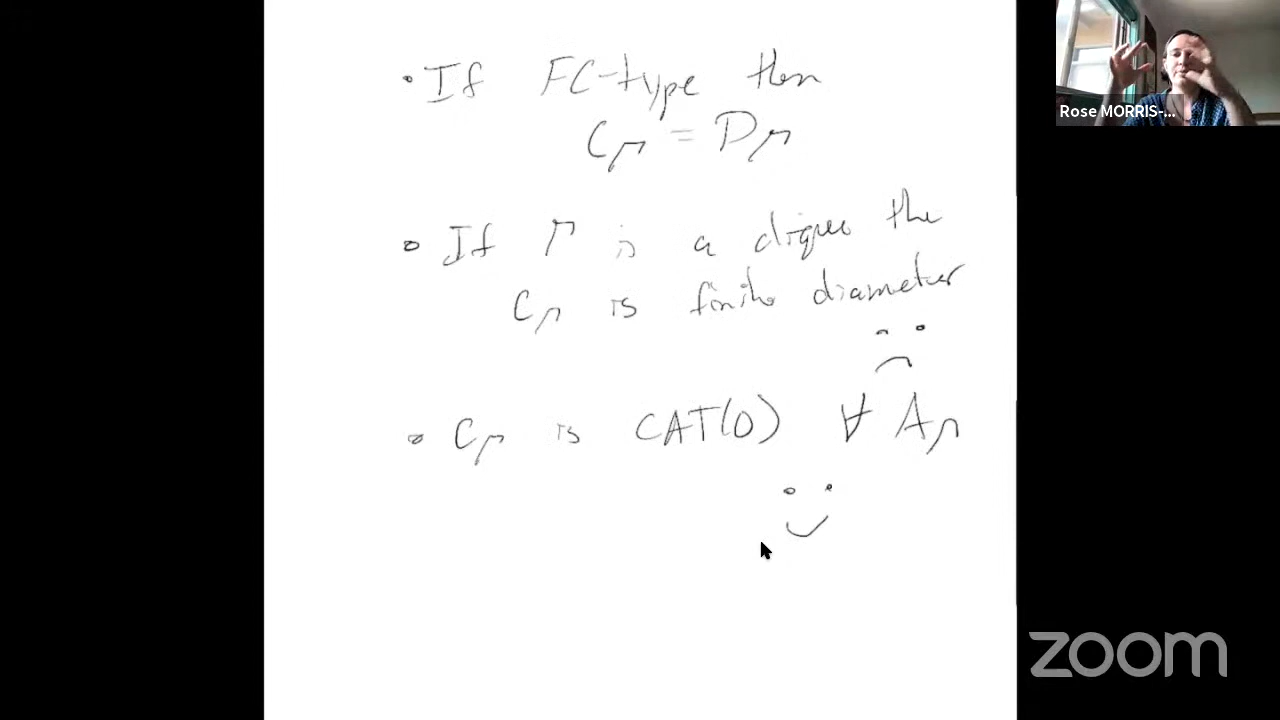 • If FC-type then
C_Γ = D_Γ
• If Γ is a clique the
C_Γ is finite diameter
• C_Γ is CAT(0) ∀ A_Γ
Rose MORRIS-...
zoom